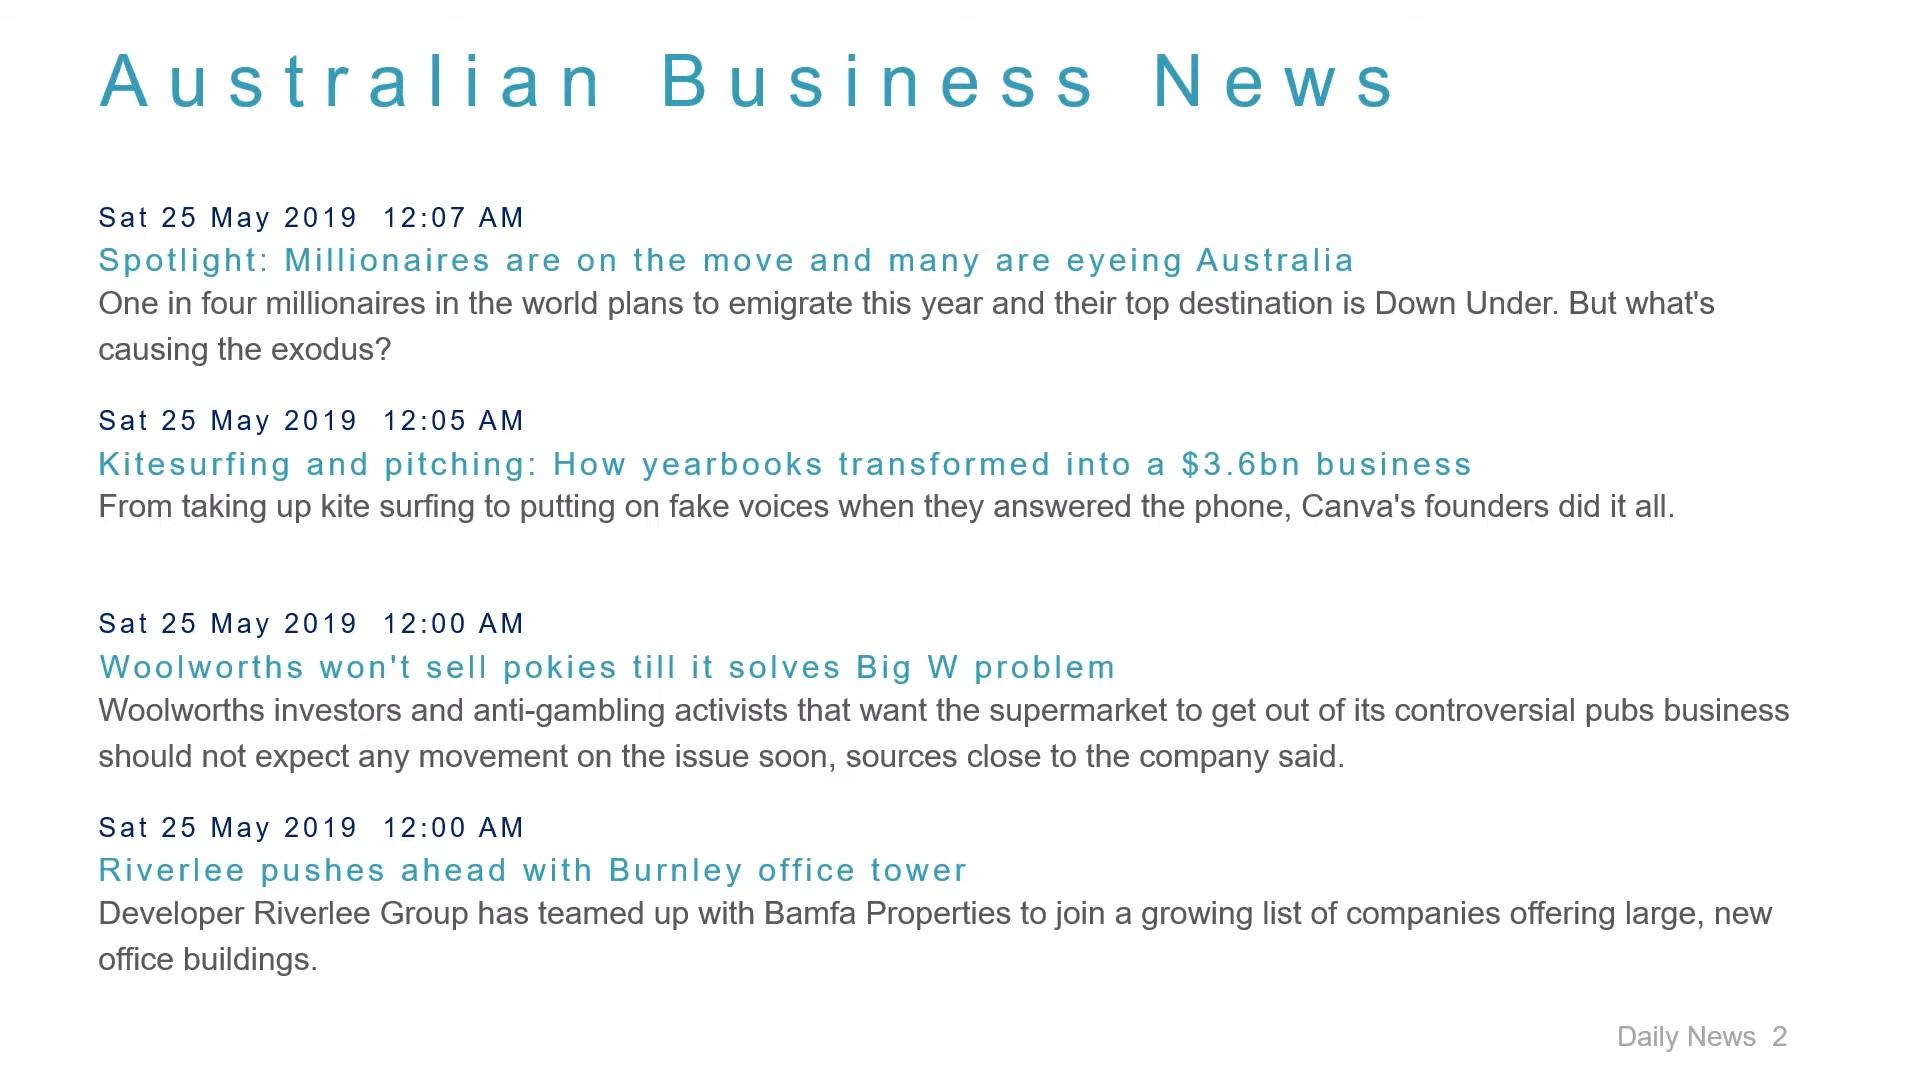 Australian Business News
Sat 25 May 2019 12:07 AM
Spotlight: Millionaires are on the move and many are eyeing Australia
One in four millionaires in the world plans to emigrate this year and their top destination is Down Under. But what's
causing the exodus?
Sat 25 May 2019 12:05 AM
Kitesurfing and pitching: How yearbooks transformed into a $3.6bn business
From taking up kite surfing to putting on fake voices when they answered the phone, Canva's founders did it all.
Sat 25 May 2019 12:00 AM
Woolworths won't sell pokies till it solves Big W problem
Woolworths investors and anti-gambling activists that want the supermarket to get out of its controversial pubs business
should not expect any movement on the issue soon, sources close to the company said.
Sat 25 May 2019 12:00 AM
Riverlee pushes ahead with Burnley office tower
Developer Riverlee Group has teamed up with Bamfa Properties to join a growing list of companies offering large, new
office buildings.
Daily News 2